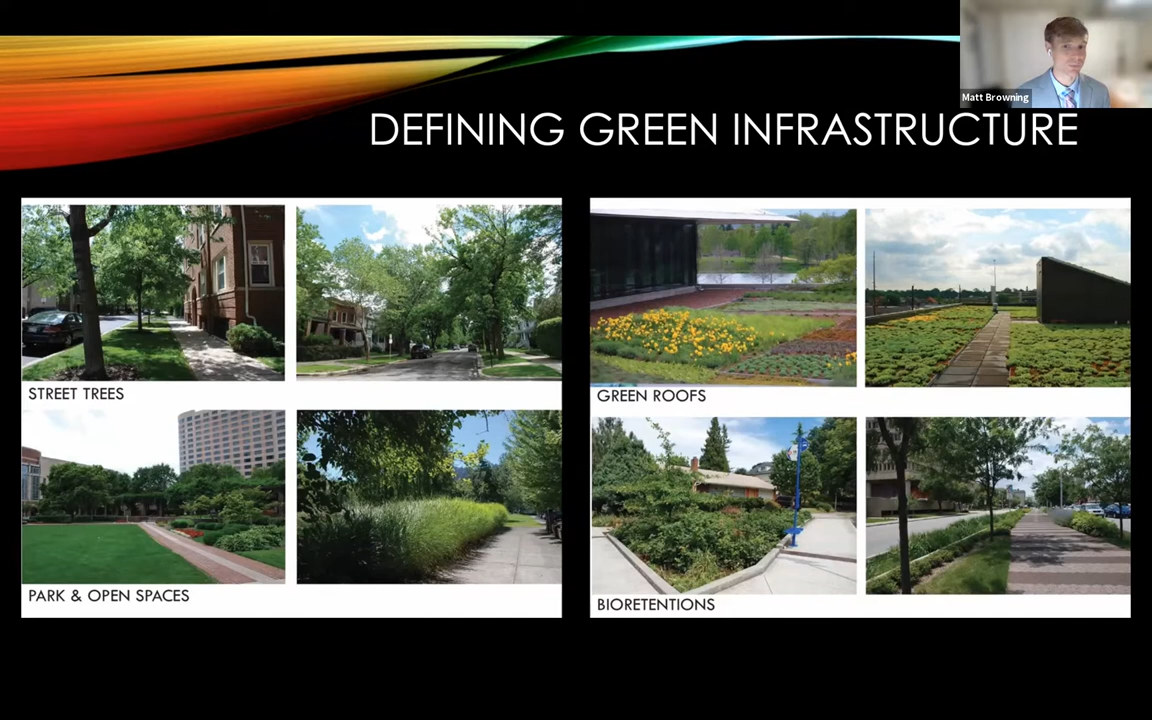 Matt Browning
DEFINING GREEN INFRASTRUCTURE
STREET TREES
GREEN ROOFS
PARK & OPEN SPACES
BIORETENTIONS